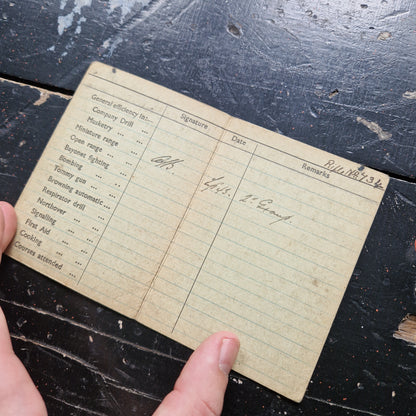 Signature Date Remarks
General efficiency in:—
Company Drill ...
Musketry ... ...
Miniature range ...
Open range ...
Bayonet fighting ...
Bombing ... ...
Tommy gun ...
Browning automatic...
Respirator drill ...
Northover ... ...
Signalling ... ...
First Aid ... ...
Cooking ... ...
Courses attended ...